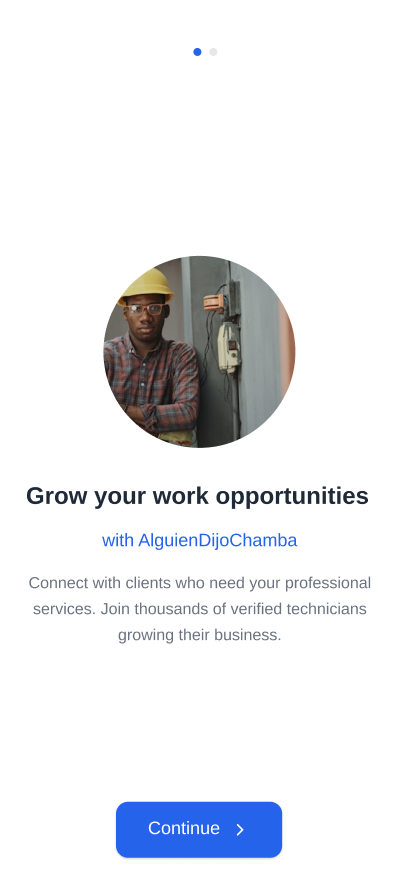 Grow your work opportunities
with AlguienDijoChamba
Connect with clients who need your professional
services. Join thousands of verified technicians
growing their business.
Continue